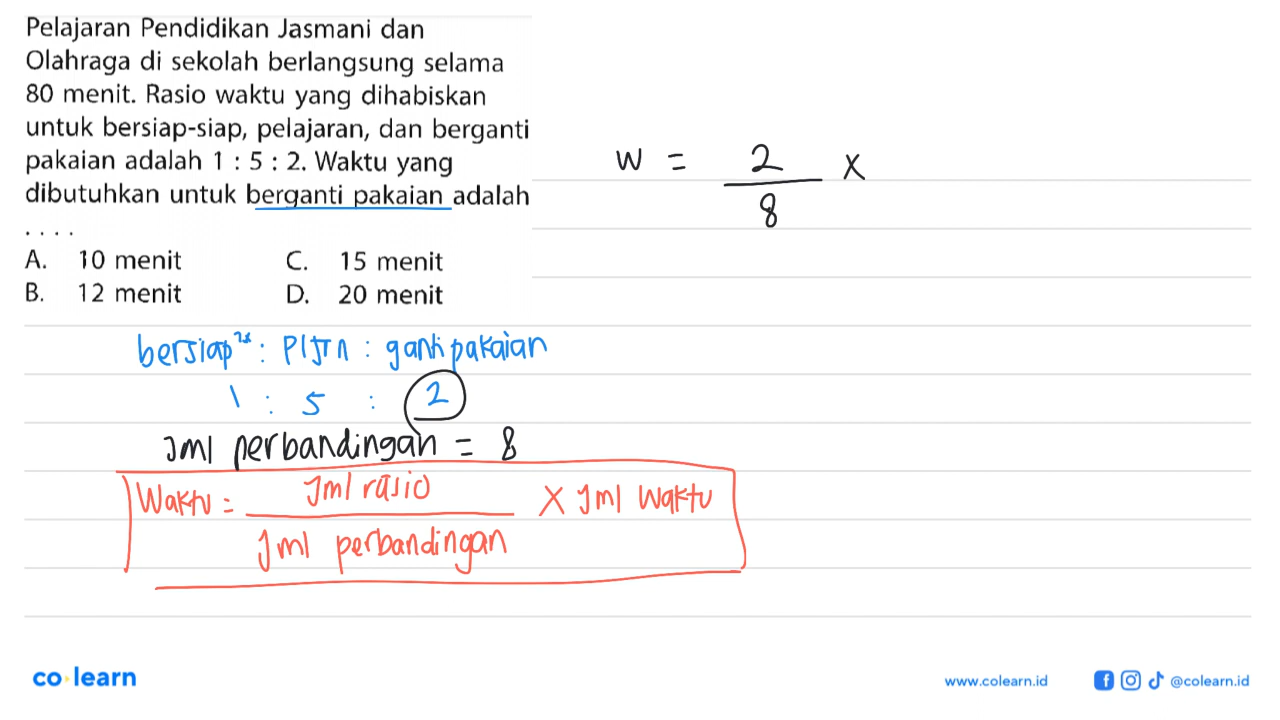 Pelajaran Pendidikan Jasmani dan
Olahraga di sekolah berlangsung selama
80 menit. Rasio waktu yang dihabiskan
untuk bersiap-siap, pelajaran, dan berganti
pakaian adalah 1 : 5 : 2. Waktu yang
dibutuhkan untuk berganti pakaian adalah
. . . .
A. 10 menit C. 15 menit
B. 12 menit D. 20 menit
W = 2/8 x
bersiap²x : PljrN : ganti pakaian
1 : 5 : 2
Jml perbandingan = 8
Waktu = Jml rasio / Jml perbandingan X Jml Waktu
co·learn
www.colearn.id @colearn.id